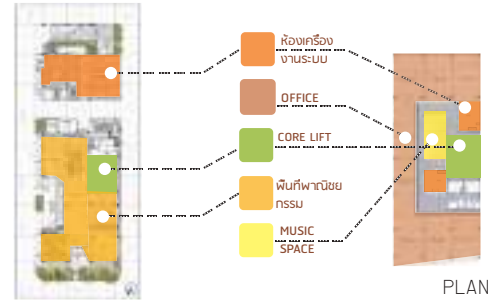 ห้องเครื่อง
งานระบบ
OFFICE
CORE LIFT
พื้นที่พาณิชย
กรรม
MUSIC
SPACE
PLAN